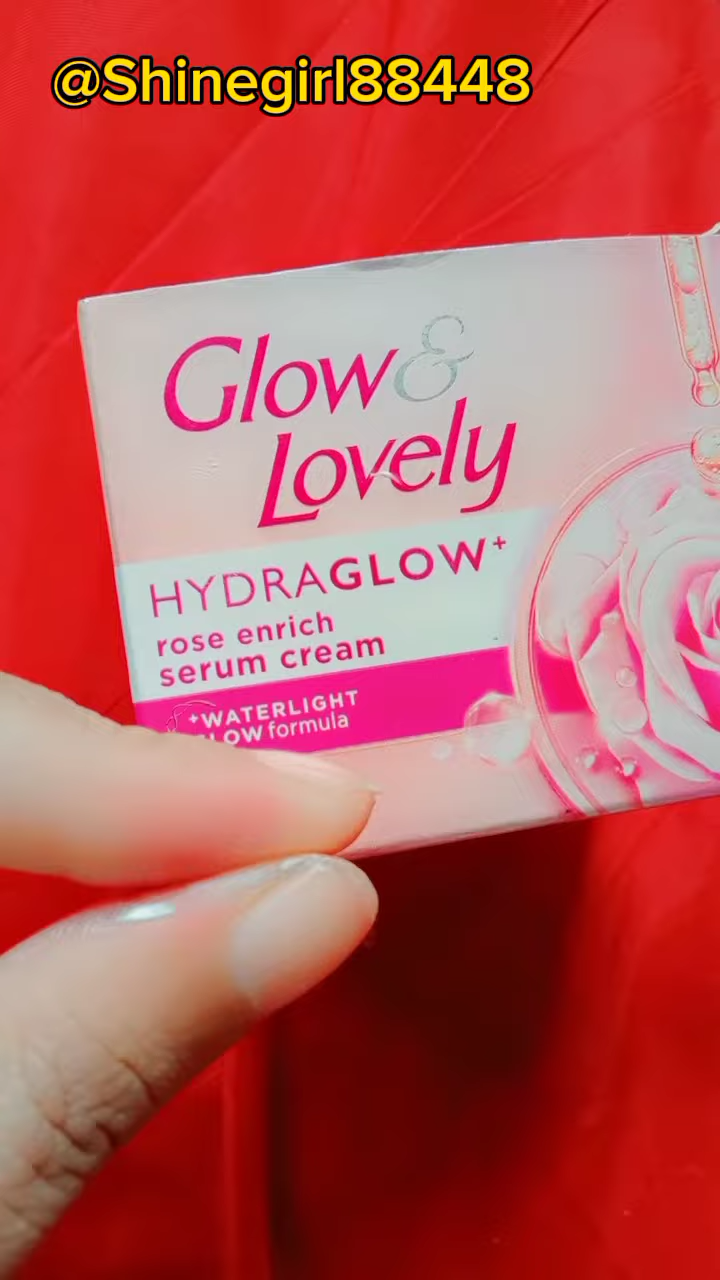 @Shinegirl88448
Glow &
Lovely
HYDRAGLOW+
rose enrich
serum cream
+WATERLIGHT
formula